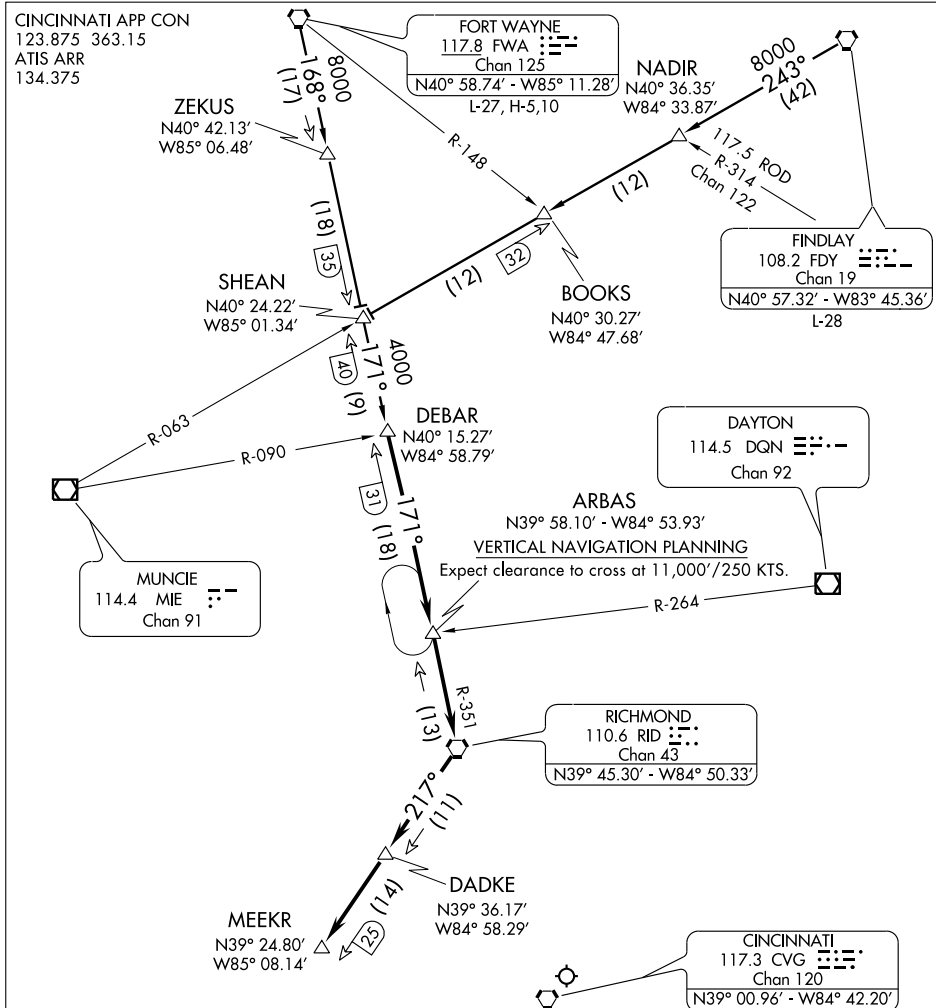 CINCINNATI APP CON
123.875 363.15
ATIS ARR
134.375
FORT WAYNE
117.8 FWA
Chan 125
N40° 58.74' - W85° 11.28'
L-27, H-5,10
8000
168°
(17)
ZEKUS
N40° 42.13'
W85° 06.48'
R-148
NADIR
N40° 36.35'
W84° 33.87'
8000
243°
(42)
117.5 ROD
R-314
Chan 122
(12)
FINDLAY
108.2 FDY
Chan 19
N40° 57.32' - W83° 45.36'
L-28
(18)
35
32
(12)
BOOKS
N40° 30.27'
W84° 47.68'
SHEAN
N40° 24.22'
W85° 01.34'
4000
171°
40
(9)
R-063
R-090
DEBAR
N40° 15.27'
W84° 58.79'
DAYTON
114.5 DQN
Chan 92
31
171°
(18)
ARBAS
N39° 58.10' - W84° 53.93'
VERTICAL NAVIGATION PLANNING
Expect clearance to cross at 11,000'/250 KTS.
MUNCIE
114.4 MIE
Chan 91
R-264
R-351
(13)
RICHMOND
110.6 RID
Chan 43
N39° 45.30' - W84° 50.33'
217°
(11)
DADKE
N39° 36.17'
W84° 58.29'
(14)
25
MEEKR
N39° 24.80'
W85° 08.14'
CINCINNATI
117.3 CVG
Chan 120
N39° 00.96' - W84° 42.20'